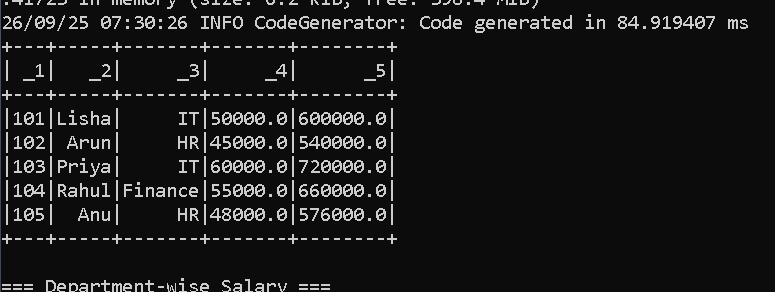 .41/25 in memory (size: 6.2 KiB, free: 398.4 MiB)
26/09/25 07:30:26 INFO CodeGenerator: Code generated in 84.919407 ms
+---+-----+-------+-------+--------+
| _1|   _2|     _3|     _4|      _5|
+---+-----+-------+-------+--------+
|101|Lisha|     IT|50000.0|600000.0|
|102| Arun|     HR|45000.0|540000.0|
|103|Priya|     IT|60000.0|720000.0|
|104|Rahul|Finance|55000.0|660000.0|
|105|  Anu|     HR|48000.0|576000.0|
+---+-----+-------+-------+--------+
=== Department-wise Salary ===